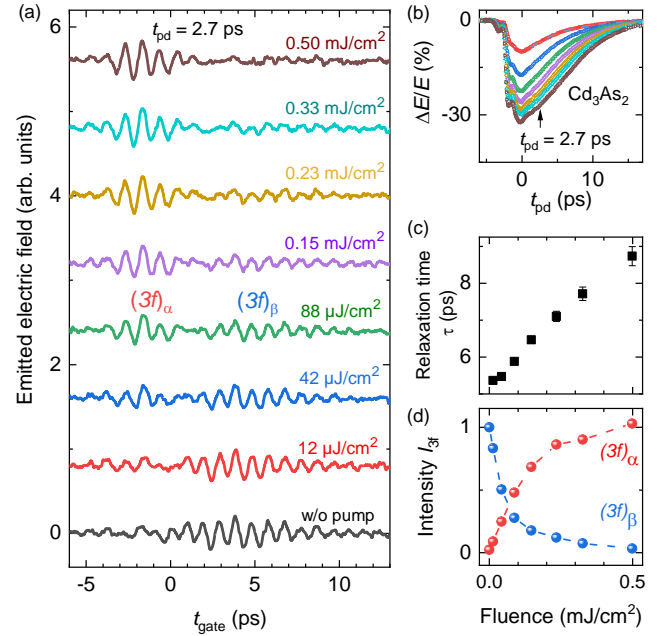 (a)
t_pd = 2.7 ps
0.50 mJ/cm²
0.33 mJ/cm²
0.23 mJ/cm²
0.15 mJ/cm²
(3f)_α
(3f)_β
88 μJ/cm²
42 μJ/cm²
12 μJ/cm²
w/o pump
Emitted electric field (arb. units)
6
4
2
0
-5
0
5
10
t_gate (ps)
(b)
0
-30
-60
ΔE/E (%)
Cd₃As₂
t_pd = 2.7 ps
0
10
t_pd (ps)
(c)
8
6
Relaxation time
τ (ps)
(d)
1
0
Intensity I_3f
(3f)_α
(3f)_β
0.0
0.5
Fluence (mJ/cm²)